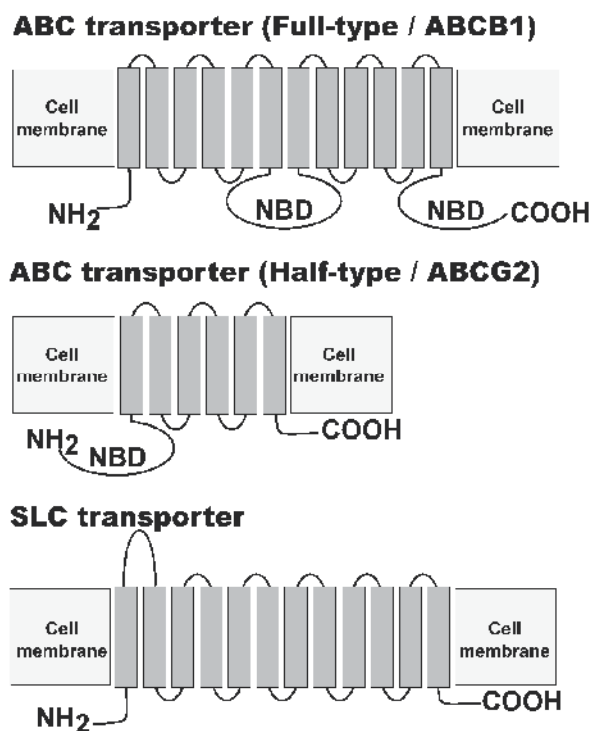 ABC transporter (Full-type / ABCB1)
Cell
membrane
Cell
membrane
NH2
NBD
NBD
COOH
ABC transporter (Half-type / ABCG2)
Cell
membrane
Cell
membrane
NH2
NBD
COOH
SLC transporter
Cell
membrane
Cell
membrane
NH2
COOH